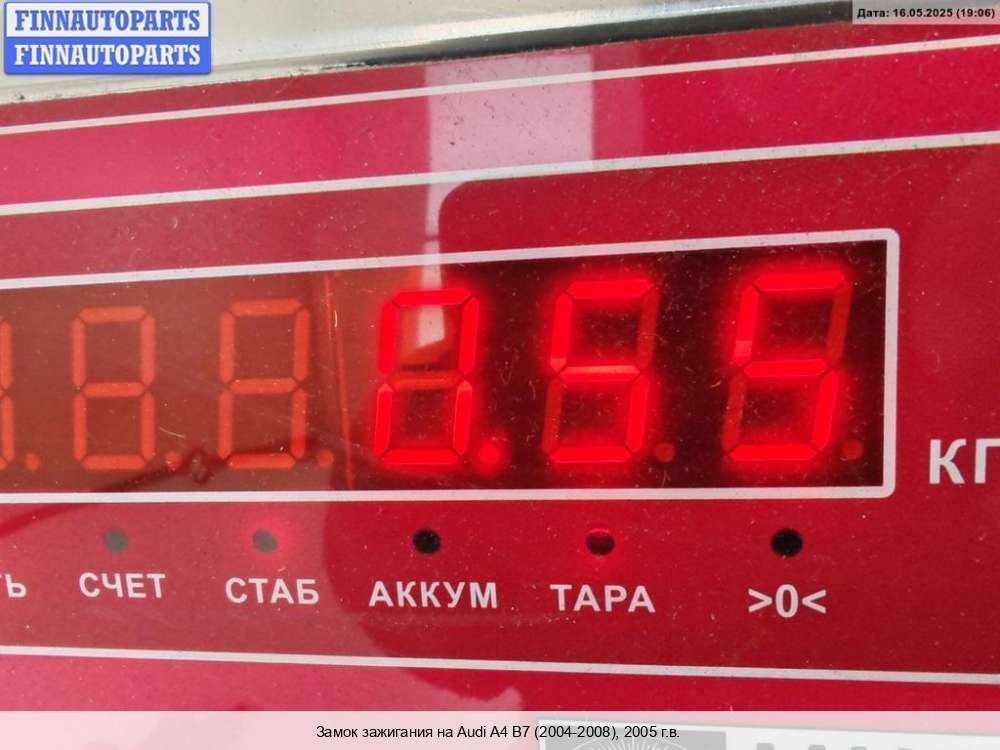 FINNAUTOPARTS
FINNAUTOPARTS
Дата: 16.05.2025 (19:06)
0.55
СЧЕТ СТАБ АККУМ ТАРА >0<
Замок зажигания на Audi A4 B7 (2004-2008), 2005 г.в.